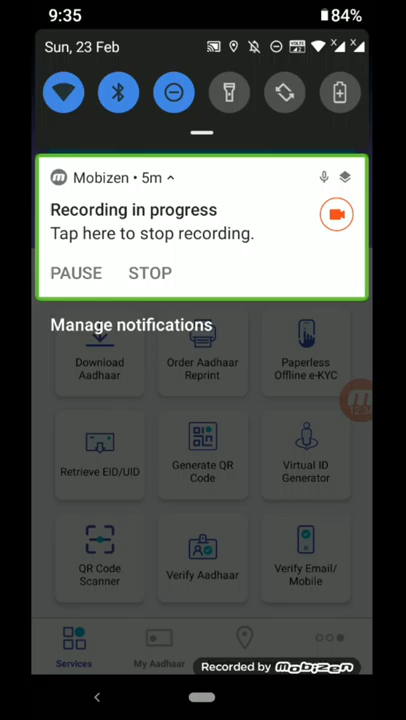 9:35
84%
Sun, 23 Feb
Mobizen • 5m
Recording in progress
Tap here to stop recording.
PAUSE
STOP
Manage notifications
Download
Aadhaar
Order Aadhaar
Reprint
Paperless
Offline e-KYC
Retrieve EID/UID
Generate QR
Code
Virtual ID
Generator
QR Code
Scanner
Verify Aadhaar
Verify Email/
Mobile
Services
My Aadhaar
Recorded by mobizen